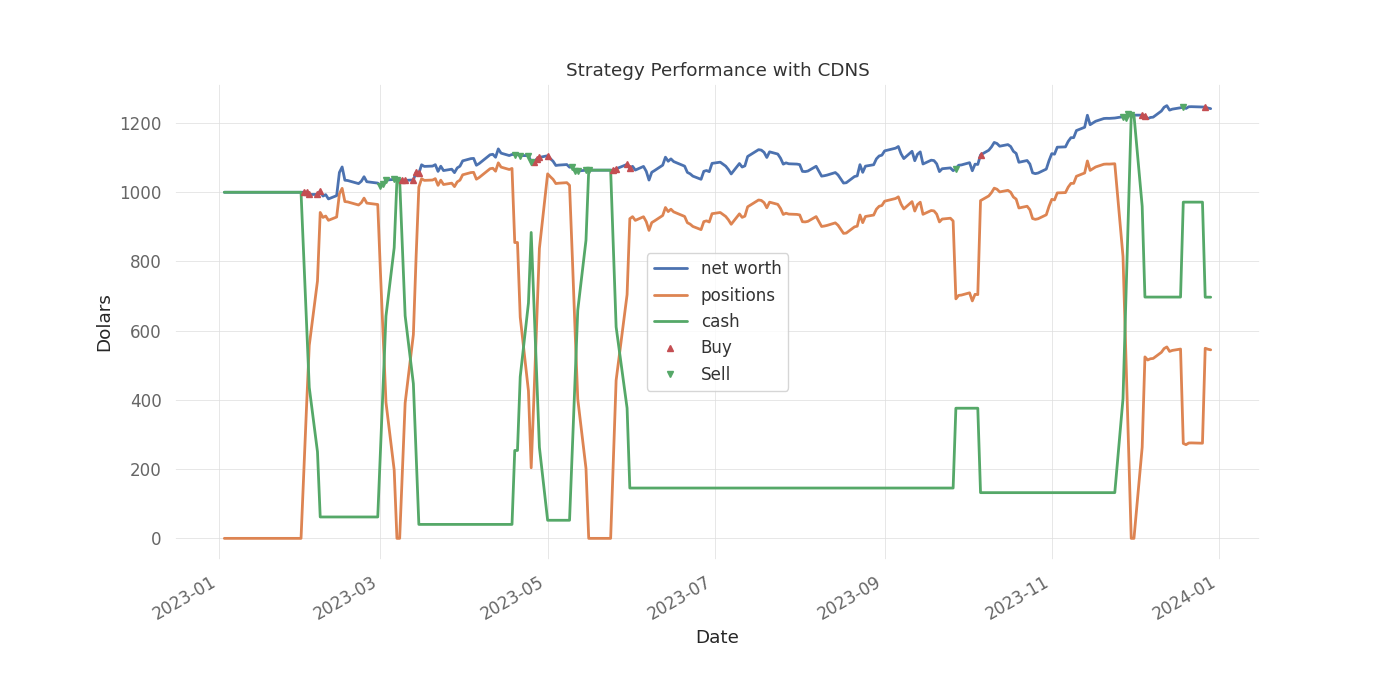 Strategy Performance with CDNS
1200
1000
800
600
400
200
0
Dolars
net worth
positions
cash
Buy
Sell
2023-01
2023-03
2023-05
2023-07
2023-09
2023-11
2024-01
Date